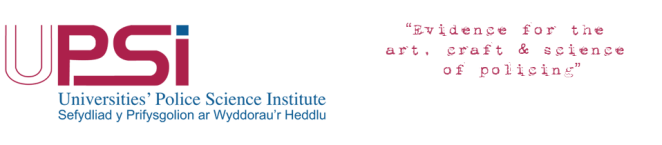 UPSi
Universities' Police Science Institute
Sefydliad y Prifysgolion ar Wyddorau'r Heddlu
"Evidence for the
art, craft & science
of policing"